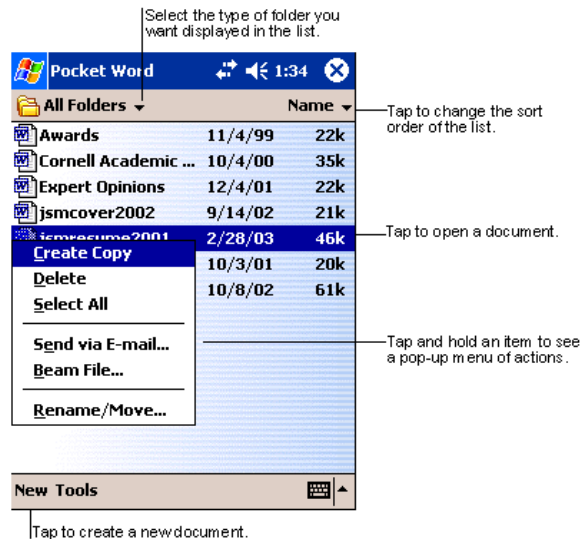 Select the type of folder you
want displayed in the list.
Pocket Word 1:34
All Folders Name
Tap to change the sort
order of the list.
Awards 11/4/99 22k
Cornell Academic ... 10/4/00 35k
Expert Opinions 12/4/01 22k
jsmcover2002 9/14/02 21k
jsmresume2001 2/28/03 46k
Tap to open a document.
Create Copy
10/3/01 20k
Delete
10/8/02 61k
Select All
Send via E-mail...
Tap and hold an item to see
a pop-up menu of actions.
Beam File...
Rename/Move...
New Tools
Tap to create a new document.